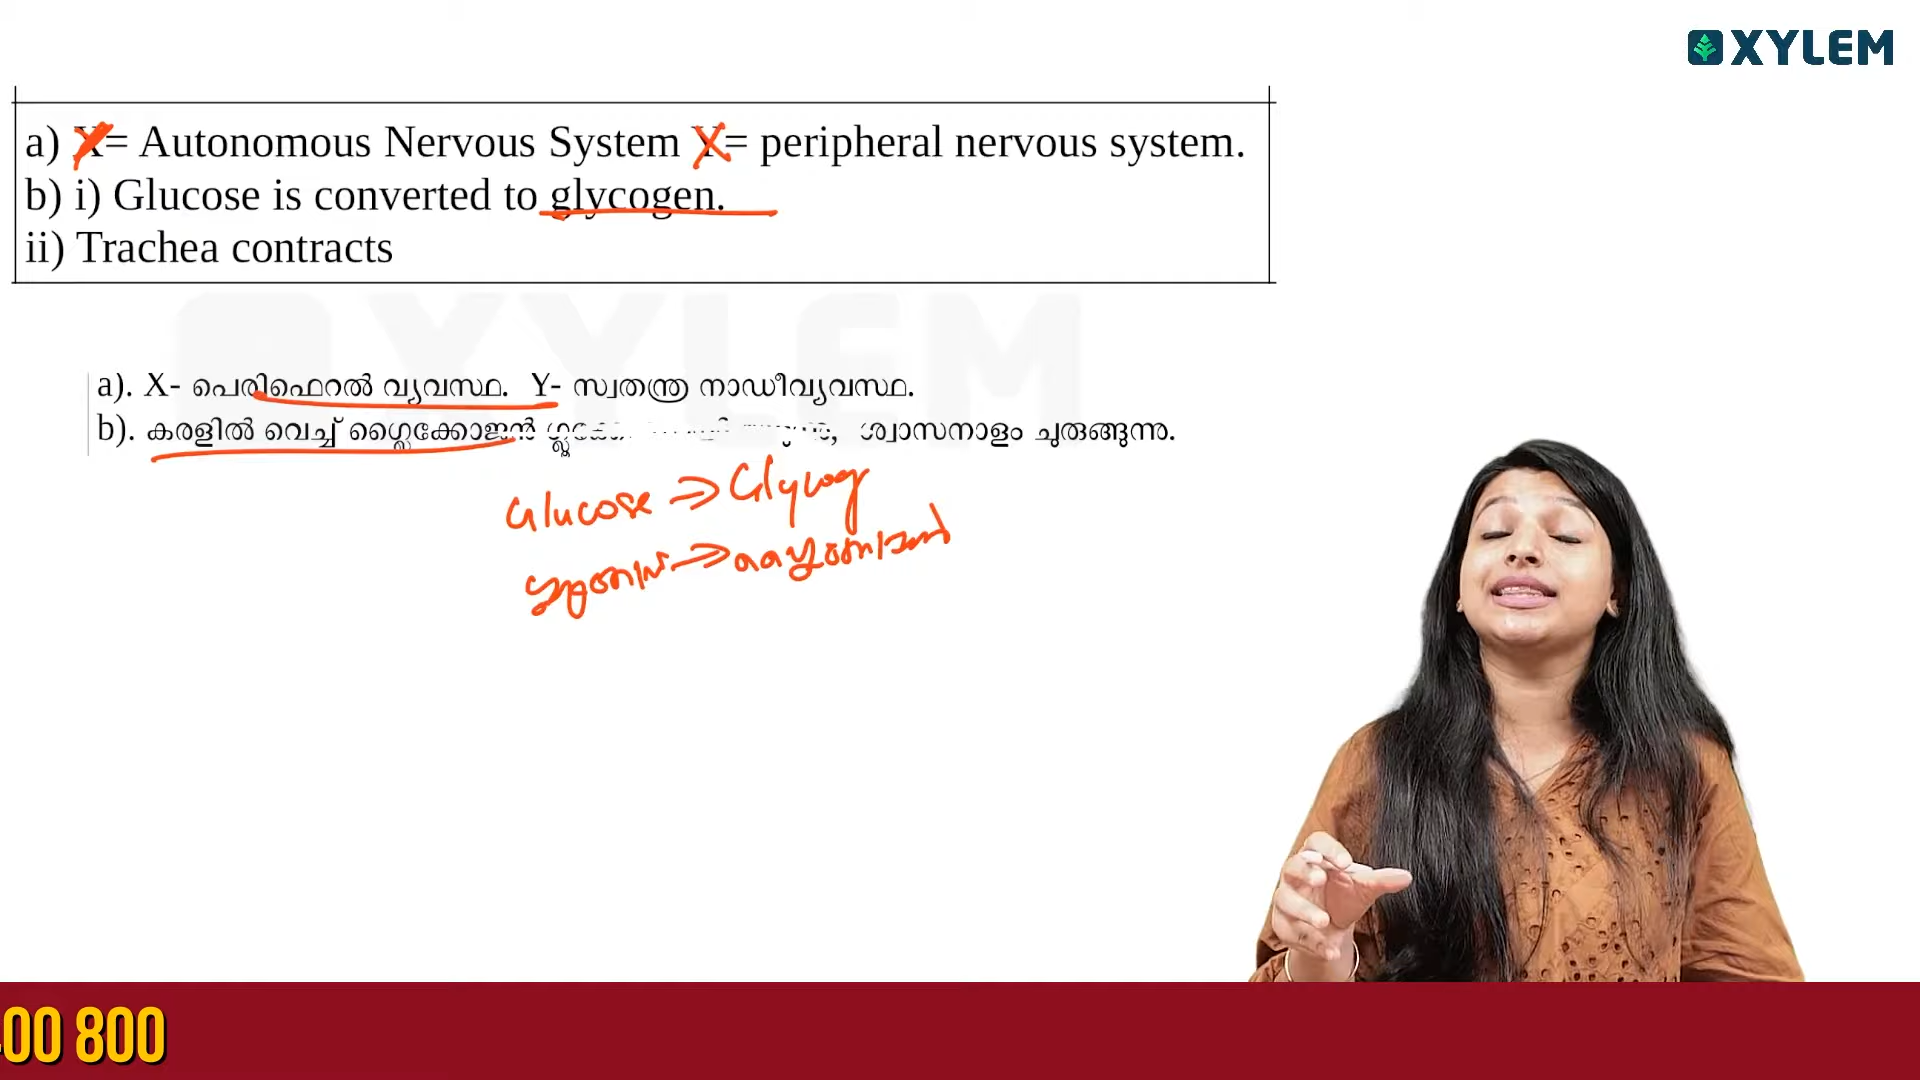 XYLEM
a) X= Autonomous Nervous System Y= peripheral nervous system.
b) i) Glucose is converted to glycogen.
ii) Trachea contracts
a). X- പെരിഫെറൽ വ്യവസ്ഥ. Y- സ്വതന്ത്ര നാഡീവ്യവസ്ഥ.
b). കരളിൽ വെച്ച് ഗ്ലൈക്കോജൻ ശ്വാസനാളം ചുരുങ്ങുന്നു.
Glucose ⇒ Glycog
00 800